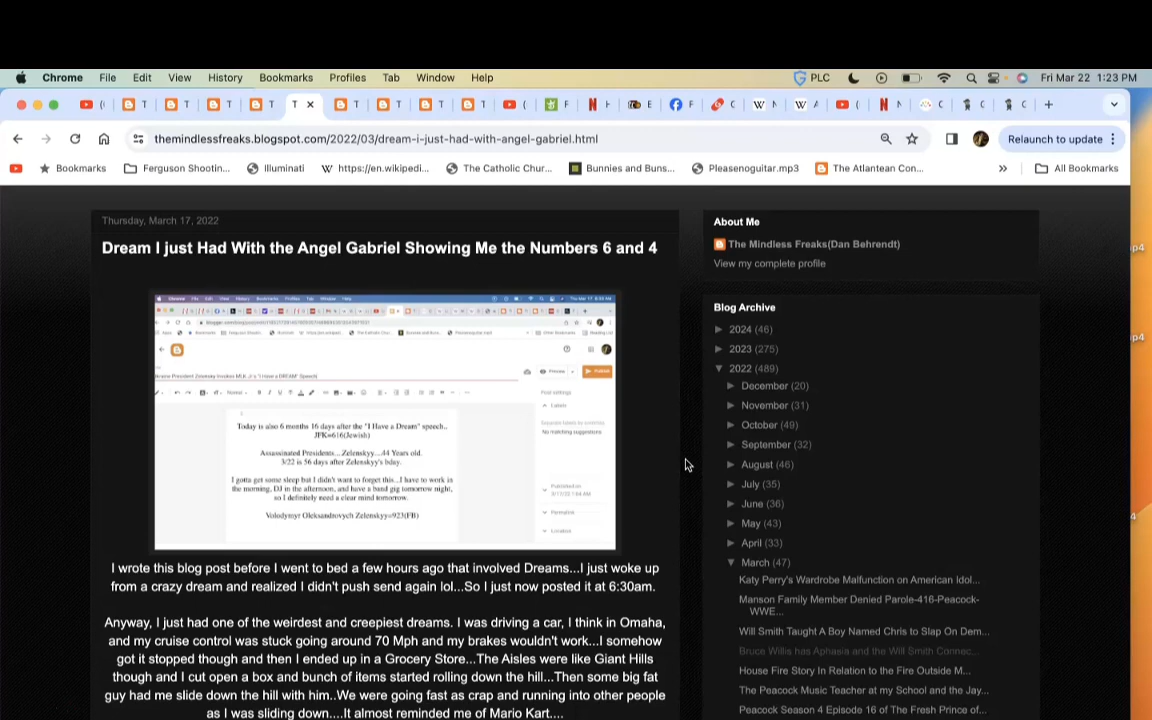 Chrome File Edit View History Bookmarks Profiles Tab Window Help PLC Fri Mar 22 1:23 PM
themindlessfreaks.blogspot.com/2022/03/dream-i-just-had-with-angel-gabriel.html Relaunch to update
Bookmarks Ferguson Shootin... Illuminati https://en.wikipedi... The Catholic Chur... Bunnies and Buns... Pleasenoguitar.mp3 The Atlantean Con... » All Bookmarks
Thursday, March 17, 2022
Dream I just Had With the Angel Gabriel Showing Me the Numbers 6 and 4
Today is also 6 months 16 days after the "I Have a Dream" speech..
JFK=616(Jewish)
Assassinated Presidents...Zelenskyy....44 Years old.
3/22 is 56 days after Zelenskyy's bday.
I gotta get some sleep but I didn't want to forget this...I have to work in
the morning, DJ in the afternoon, and have a band gig tomorrow night,
so I definitely need a clear mind tomorrow.
Volodymyr Oleksandrovych Zelenskyy=923(FB)
I wrote this blog post before I went to bed a few hours ago that involved Dreams...I just woke up
from a crazy dream and realized I didn't push send again lol...So I just now posted it at 6:30am.
Anyway, I just had one of the weirdest and creepiest dreams. I was driving a car, I think in Omaha,
and my cruise control was stuck going around 70 Mph and my brakes wouldn't work...I somehow
got it stopped though and then I ended up in a Grocery Store...The Aisles were like Giant Hills
though and I cut open a box and bunch of items started rolling down the hill...Then some big fat
guy had me slide down the hill with him..We were going fast as crap and running into other people
as I was sliding down....It almost reminded me of Mario Kart....
About Me
The Mindless Freaks(Dan Behrendt)
View my complete profile
Blog Archive
► 2024 (46)
► 2023 (275)
▼ 2022 (489)
► December (20)
► November (31)
► October (49)
► September (32)
► August (46)
► July (35)
► June (36)
► May (43)
► April (33)
▼ March (47)
Katy Perry's Wardrobe Malfunction on American Idol...
Manson Family Member Denied Parole-416-Peacock-
WWE...
Will Smith Taught A Boy Named Chris to Slap On Dem...
Bruce Willis has Aphasia and the Will Smith Connec...
House Fire Story In Relation to the Fire Outside M...
The Peacock Music Teacher at my School and the Jay...
Peacock Season 4 Episode 16 of The Fresh Prince of...